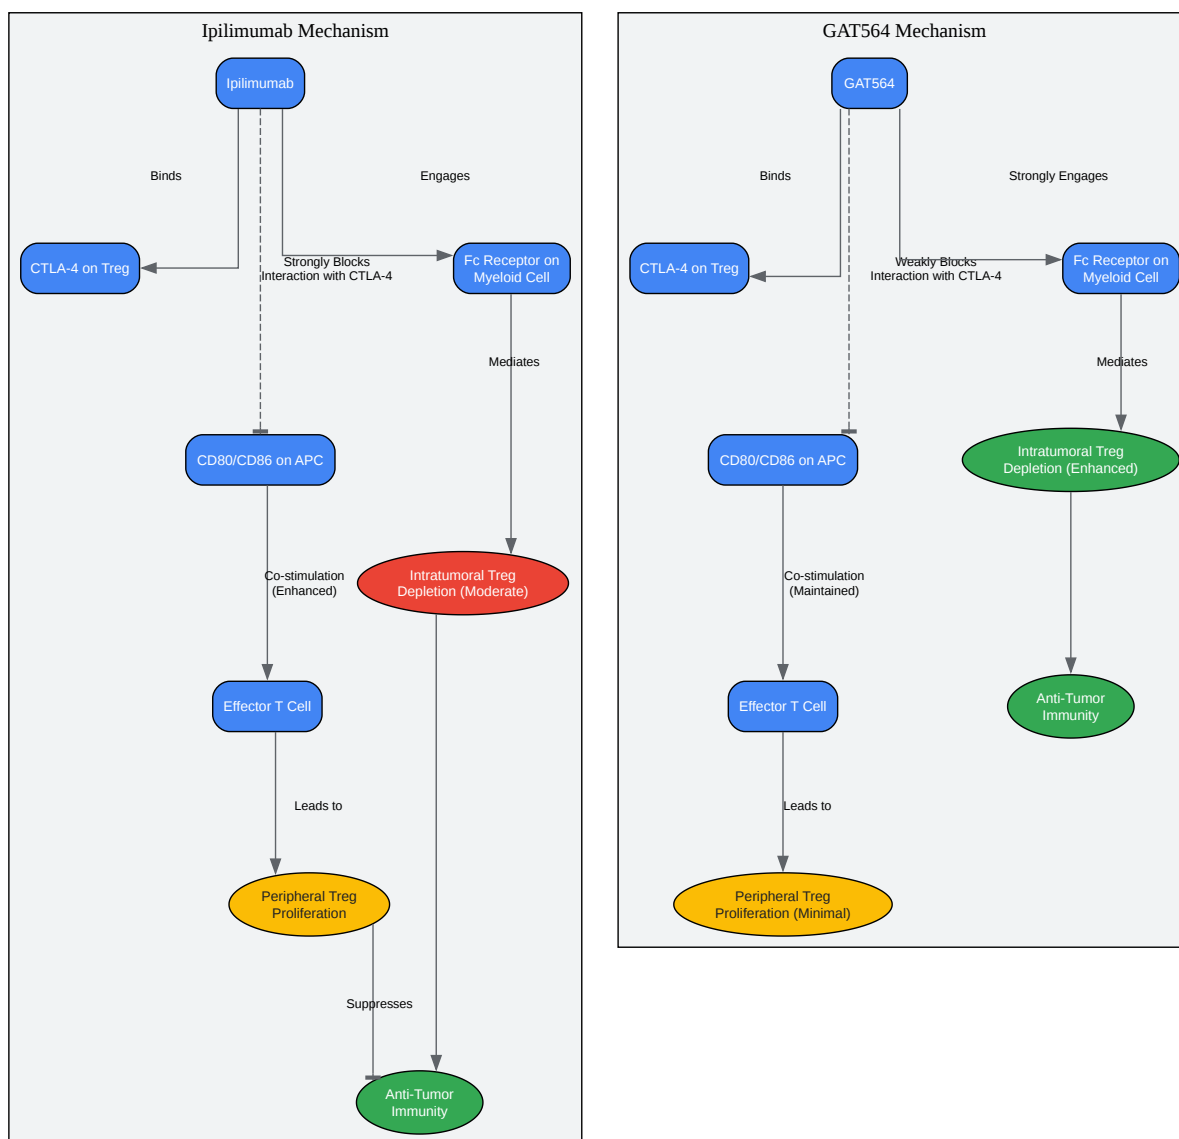 Ipilimumab Mechanism
Ipilimumab
Binds
Engages
CTLA-4 on Treg
Strongly Blocks
Interaction with CTLA-4
Fc Receptor on
Myeloid Cell
Mediates
CD80/CD86 on APC
Co-stimulation
(Enhanced)
Intratumoral Treg
Depletion (Moderate)
Effector T Cell
Leads to
Peripheral Treg
Proliferation
Suppresses
Anti-Tumor
Immunity
GAT564 Mechanism
GAT564
Binds
Strongly Engages
CTLA-4 on Treg
Weakly Blocks
Interaction with CTLA-4
Fc Receptor on
Myeloid Cell
Mediates
CD80/CD86 on APC
Intratumoral Treg
Depletion (Enhanced)
Co-stimulation
(Maintained)
Effector T Cell
Anti-Tumor
Immunity
Leads to
Peripheral Treg
Proliferation (Minimal)